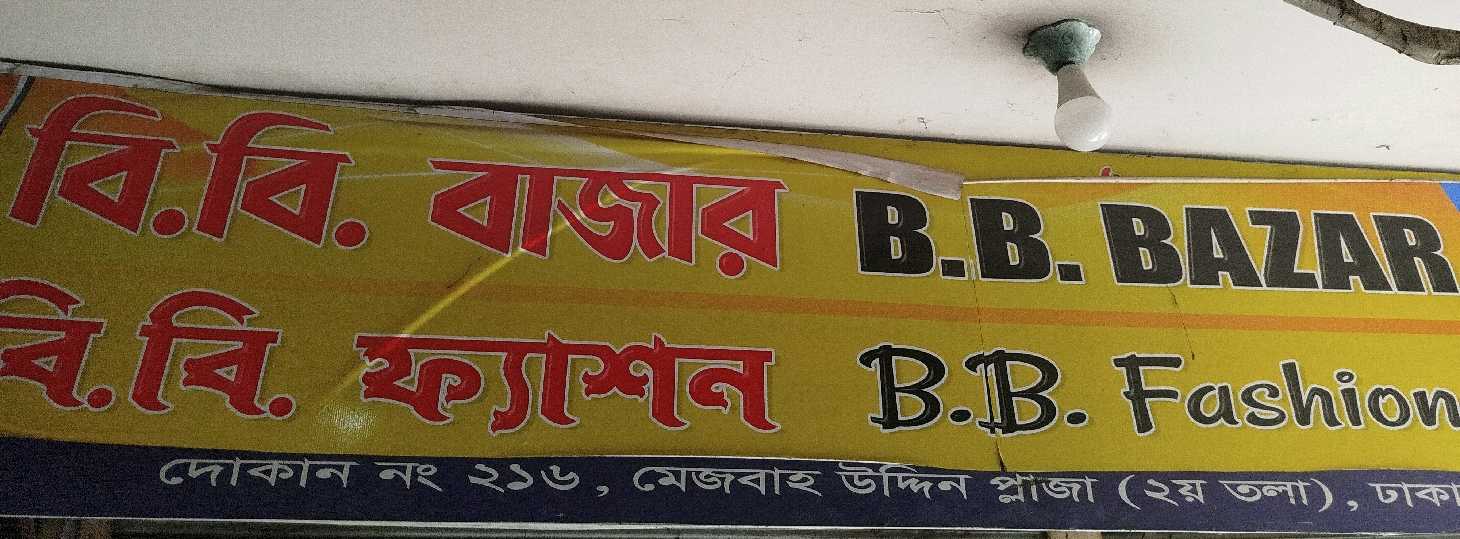 বি.বি. বাজার B.B. BAZAR
বি.বি. ফ্যাশন B.B. Fashion
দোকান নং ২১৬, মেজবাহ উদ্দিন প্লাজা (২য় তলা), ঢাকা